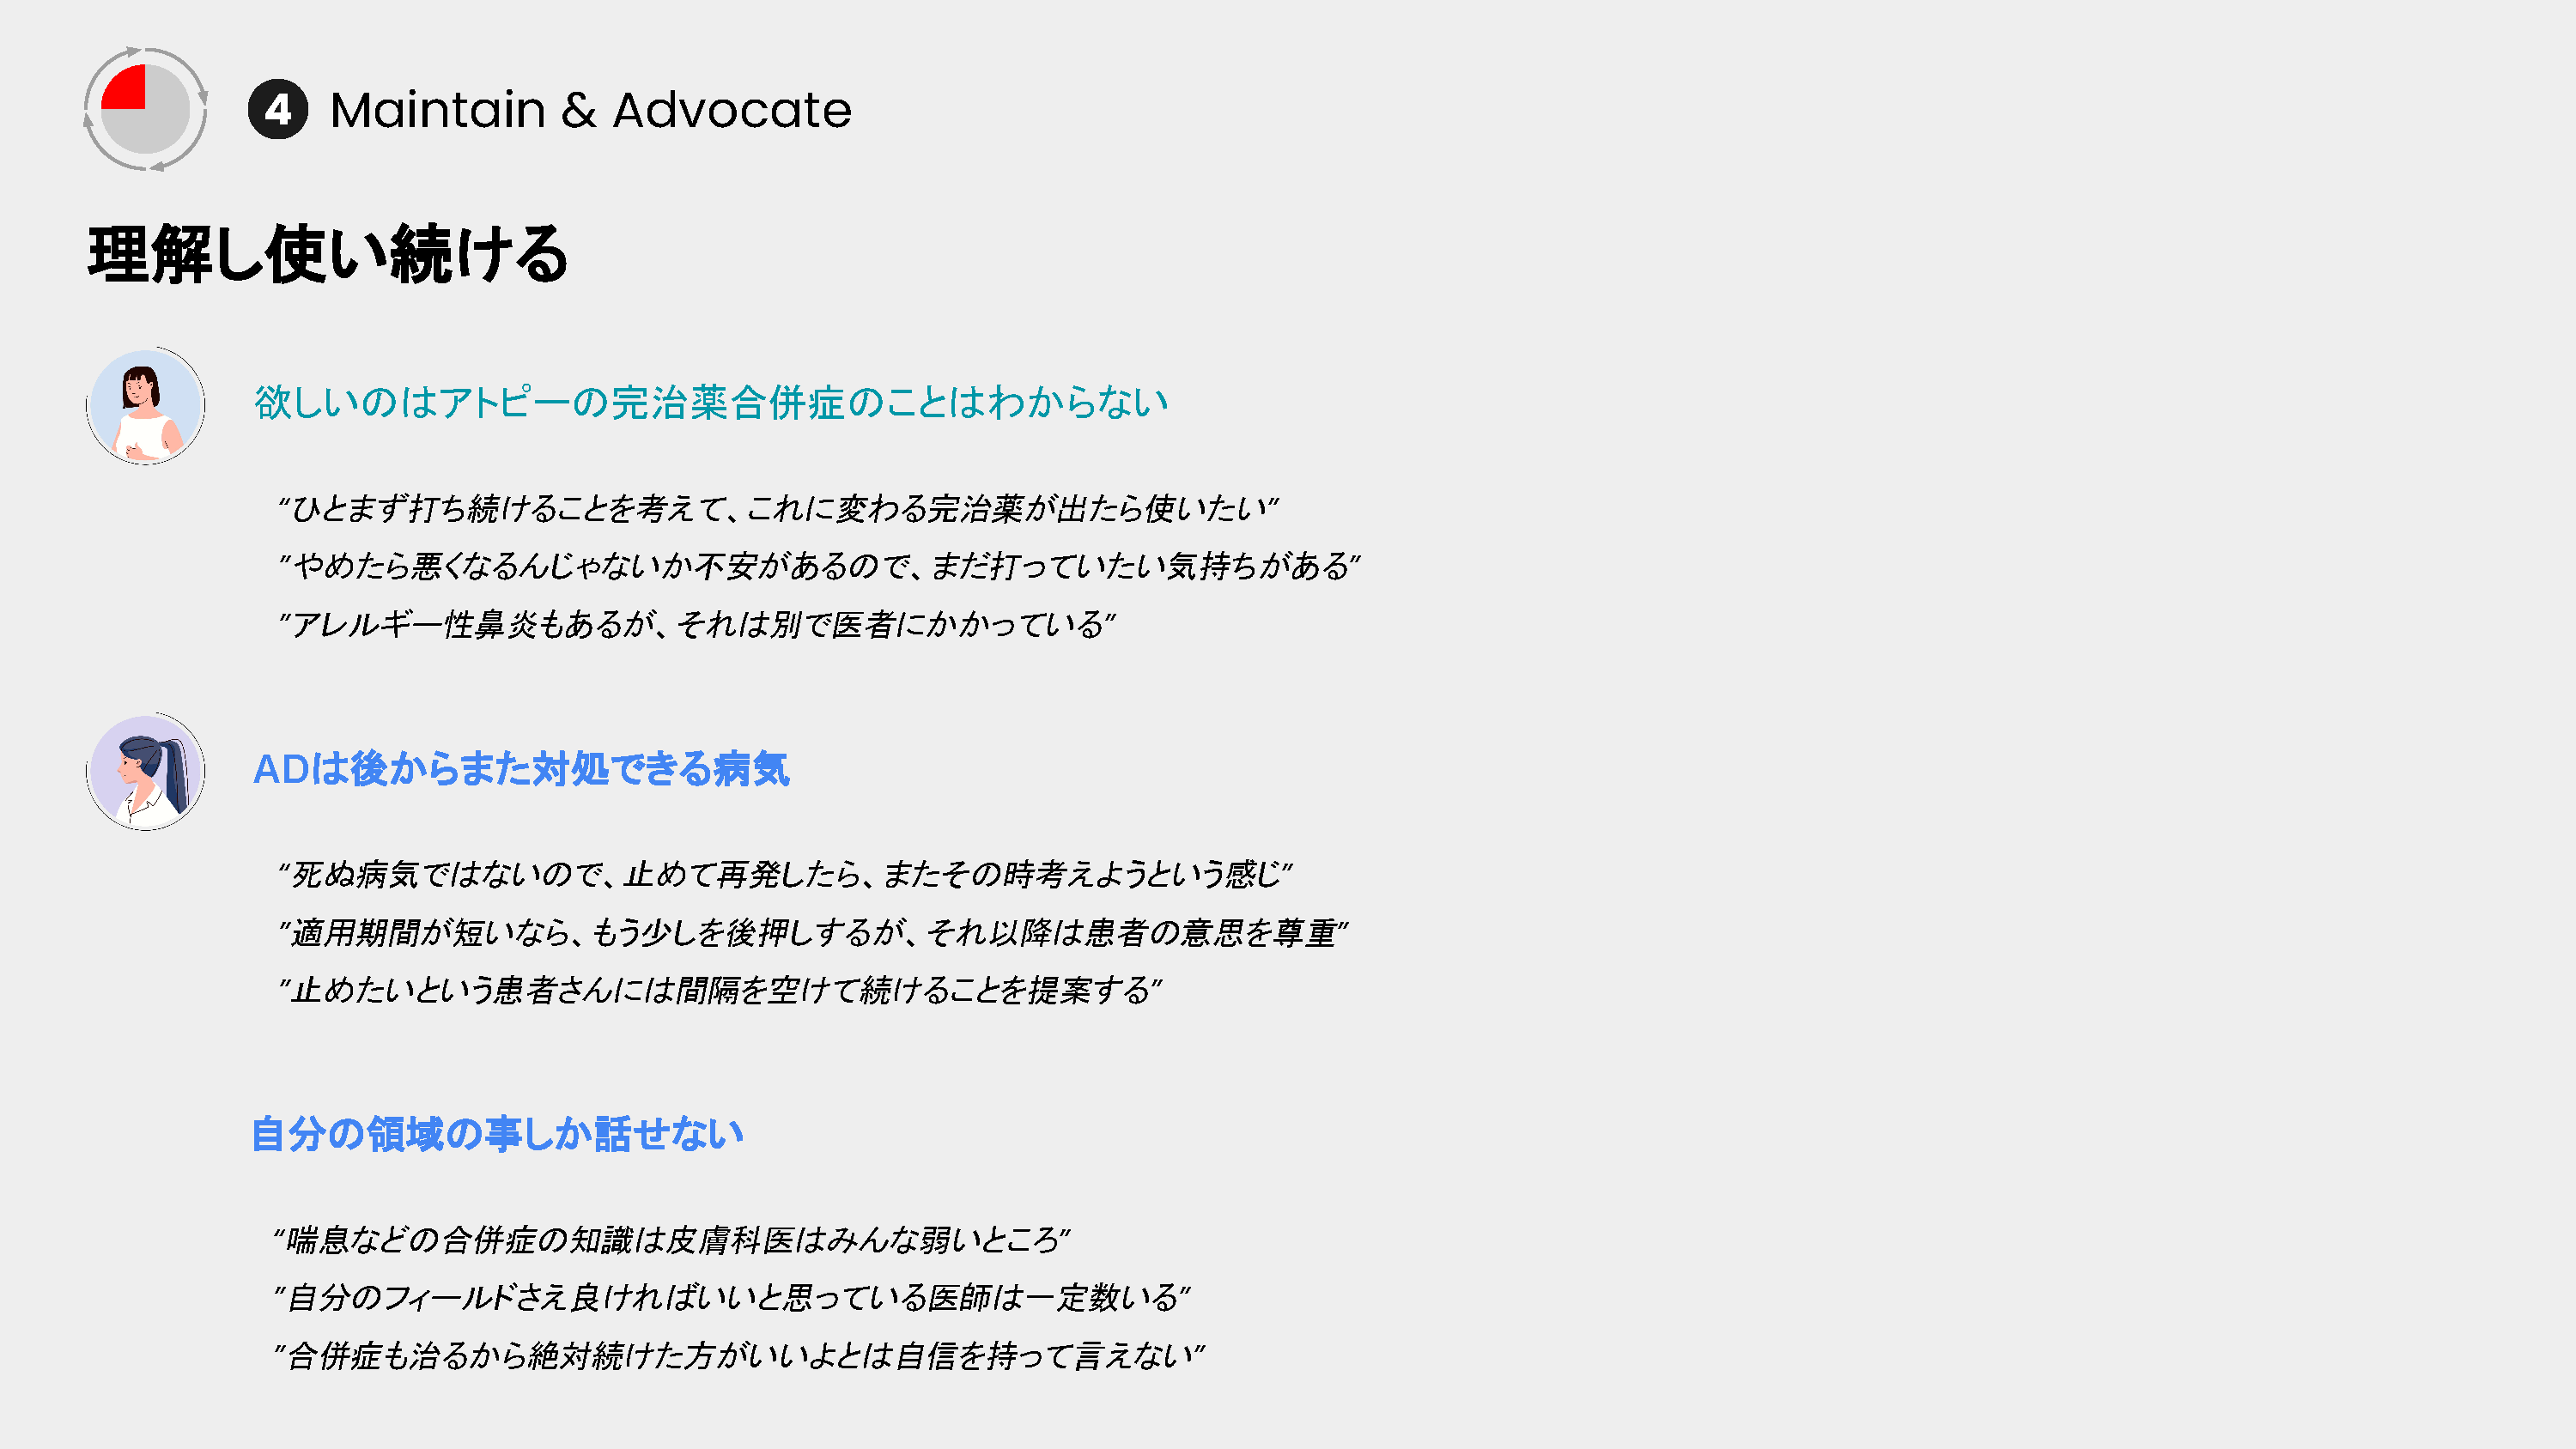 4 Maintain & Advocate
理解し使い続ける
欲しいのはアトピーの完治薬合併症のことはわからない
“ひとまず打ち続けることを考えて、これに変わる完治薬が出たら使いたい”
”やめたら悪くなるんじゃないか不安があるので、まだ打っていたい気持ちがある”
”アレルギー性鼻炎もあるが、それは別で医者にかかっている”
ADは後からまた対処できる病気
“死ぬ病気ではないので、止めて再発したら、またその時考えようという感じ”
”適用期間が短いなら、もう少しを後押しするが、それ以降は患者の意思を尊重”
”止めたいという患者さんには間隔を空けて続けることを提案する”
自分の領域の事しか話せない
“喘息などの合併症の知識は皮膚科医はみんな弱いところ”
”自分のフィールドさえ良ければいいと思っている医師は一定数いる”
”合併症も治るから絶対続けた方がいいよとは自信を持って言えない”